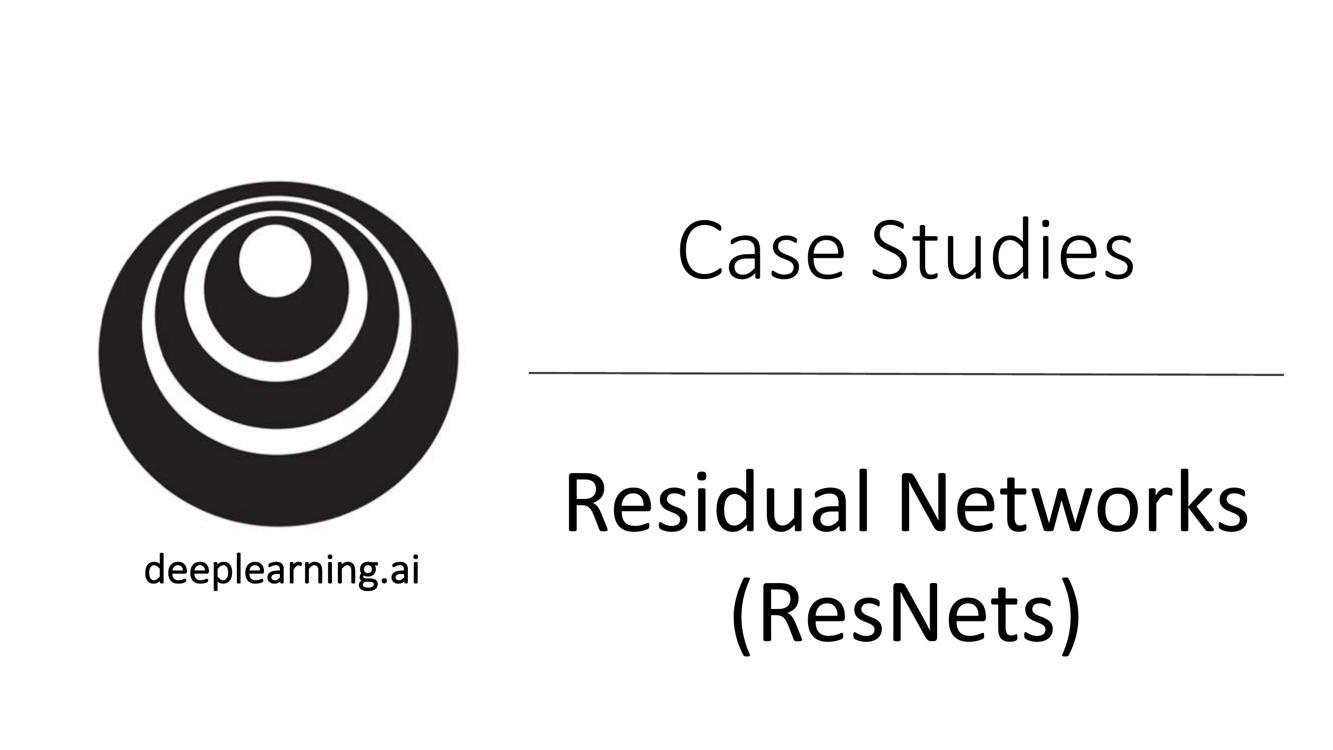 Case Studies
Residual Networks
(ResNets)
deeplearning.ai